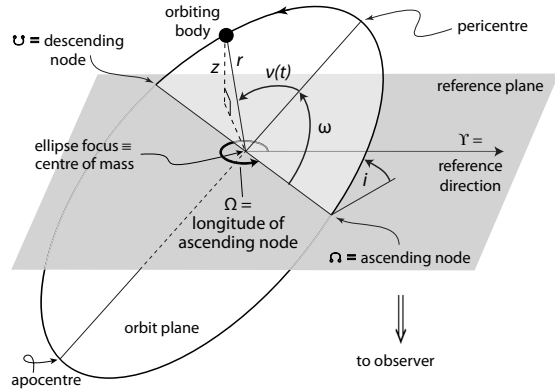 orbiting
body
pericentre
☋ = descending
node
z
r
ν(t)
reference plane
ω
ellipse focus ≡
centre of mass
ϒ =
reference
direction
i
Ω =
longitude of
ascending node
☊ = ascending node
orbit plane
to observer
apocentre